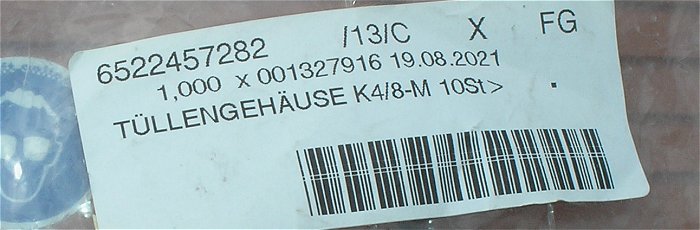 6522457282 /13/C X FG
1,000 x 001327916 19.08.2021
TÜLLENGEHÄUSE K4/8-M 10St>